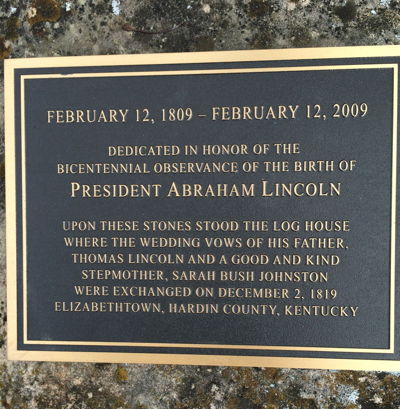 FEBRUARY 12, 1809 – FEBRUARY 12, 2009
DEDICATED IN HONOR OF THE
BICENTENNIAL OBSERVANCE OF THE BIRTH OF
PRESIDENT ABRAHAM LINCOLN
UPON THESE STONES STOOD THE LOG HOUSE
WHERE THE WEDDING VOWS OF HIS FATHER,
THOMAS LINCOLN AND A GOOD AND KIND
STEPMOTHER, SARAH BUSH JOHNSTON
WERE EXCHANGED ON DECEMBER 2, 1819
ELIZABETHTOWN, HARDIN COUNTY, KENTUCKY